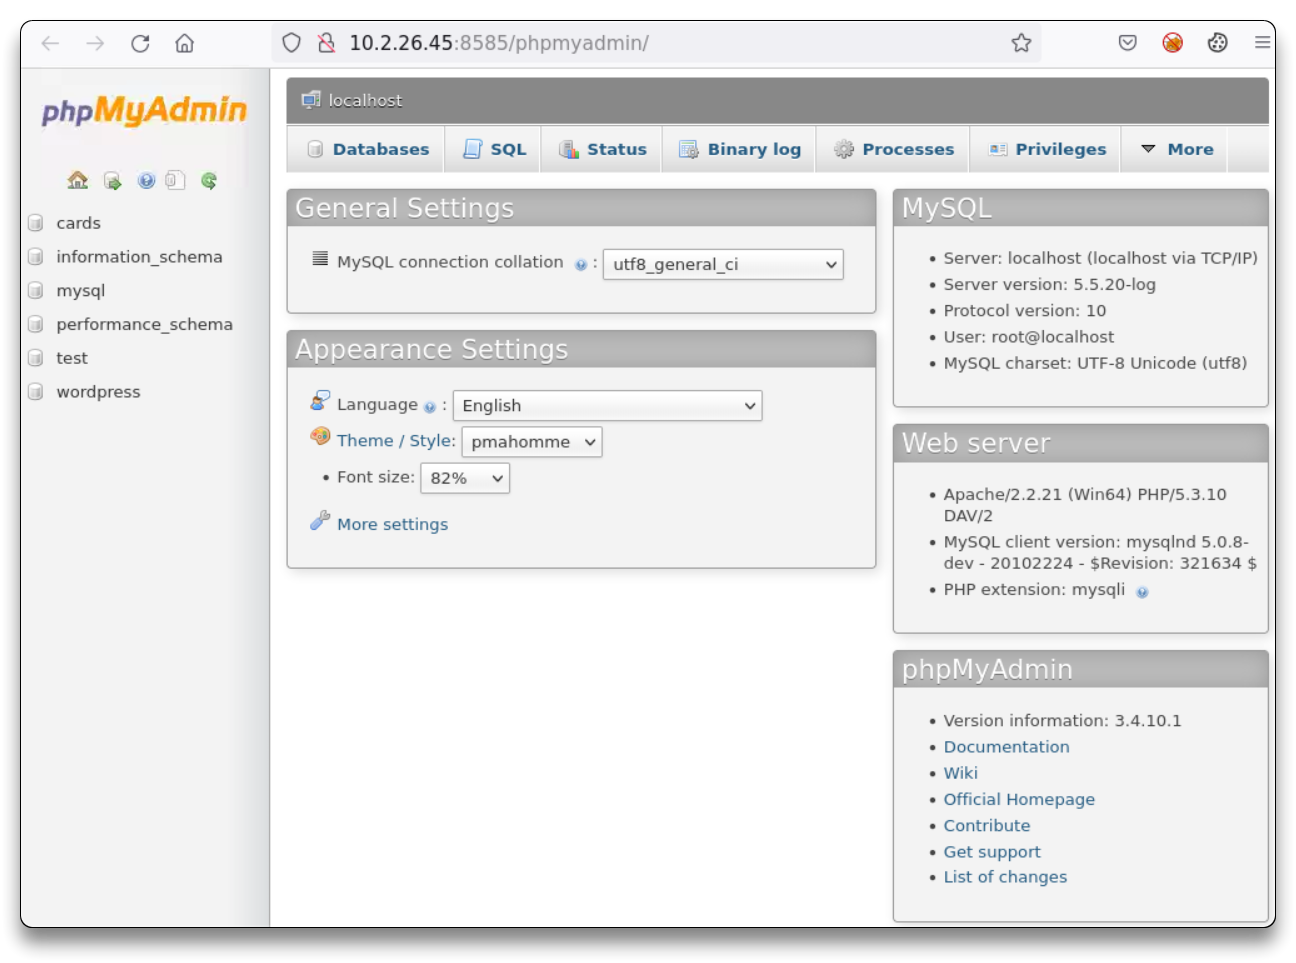 10.2.26.45:8585/phpmyadmin/
phpMyAdmin
cards
information_schema
mysql
performance_schema
test
wordpress
localhost
Databases
SQL
Status
Binary log
Processes
Privileges
More
General Settings
MySQL connection collation :
utf8_general_ci
Appearance Settings
Language : English
Theme / Style: pmahomme
• Font size: 82%
More settings
MySQL
• Server: localhost (localhost via TCP/IP)
• Server version: 5.5.20-log
• Protocol version: 10
• User: root@localhost
• MySQL charset: UTF-8 Unicode (utf8)
Web server
• Apache/2.2.21 (Win64) PHP/5.3.10
DAV/2
• MySQL client version: mysqlnd 5.0.8-
dev - 20102224 - $Revision: 321634 $
• PHP extension: mysqli
phpMyAdmin
• Version information: 3.4.10.1
• Documentation
• Wiki
• Official Homepage
• Contribute
• Get support
• List of changes